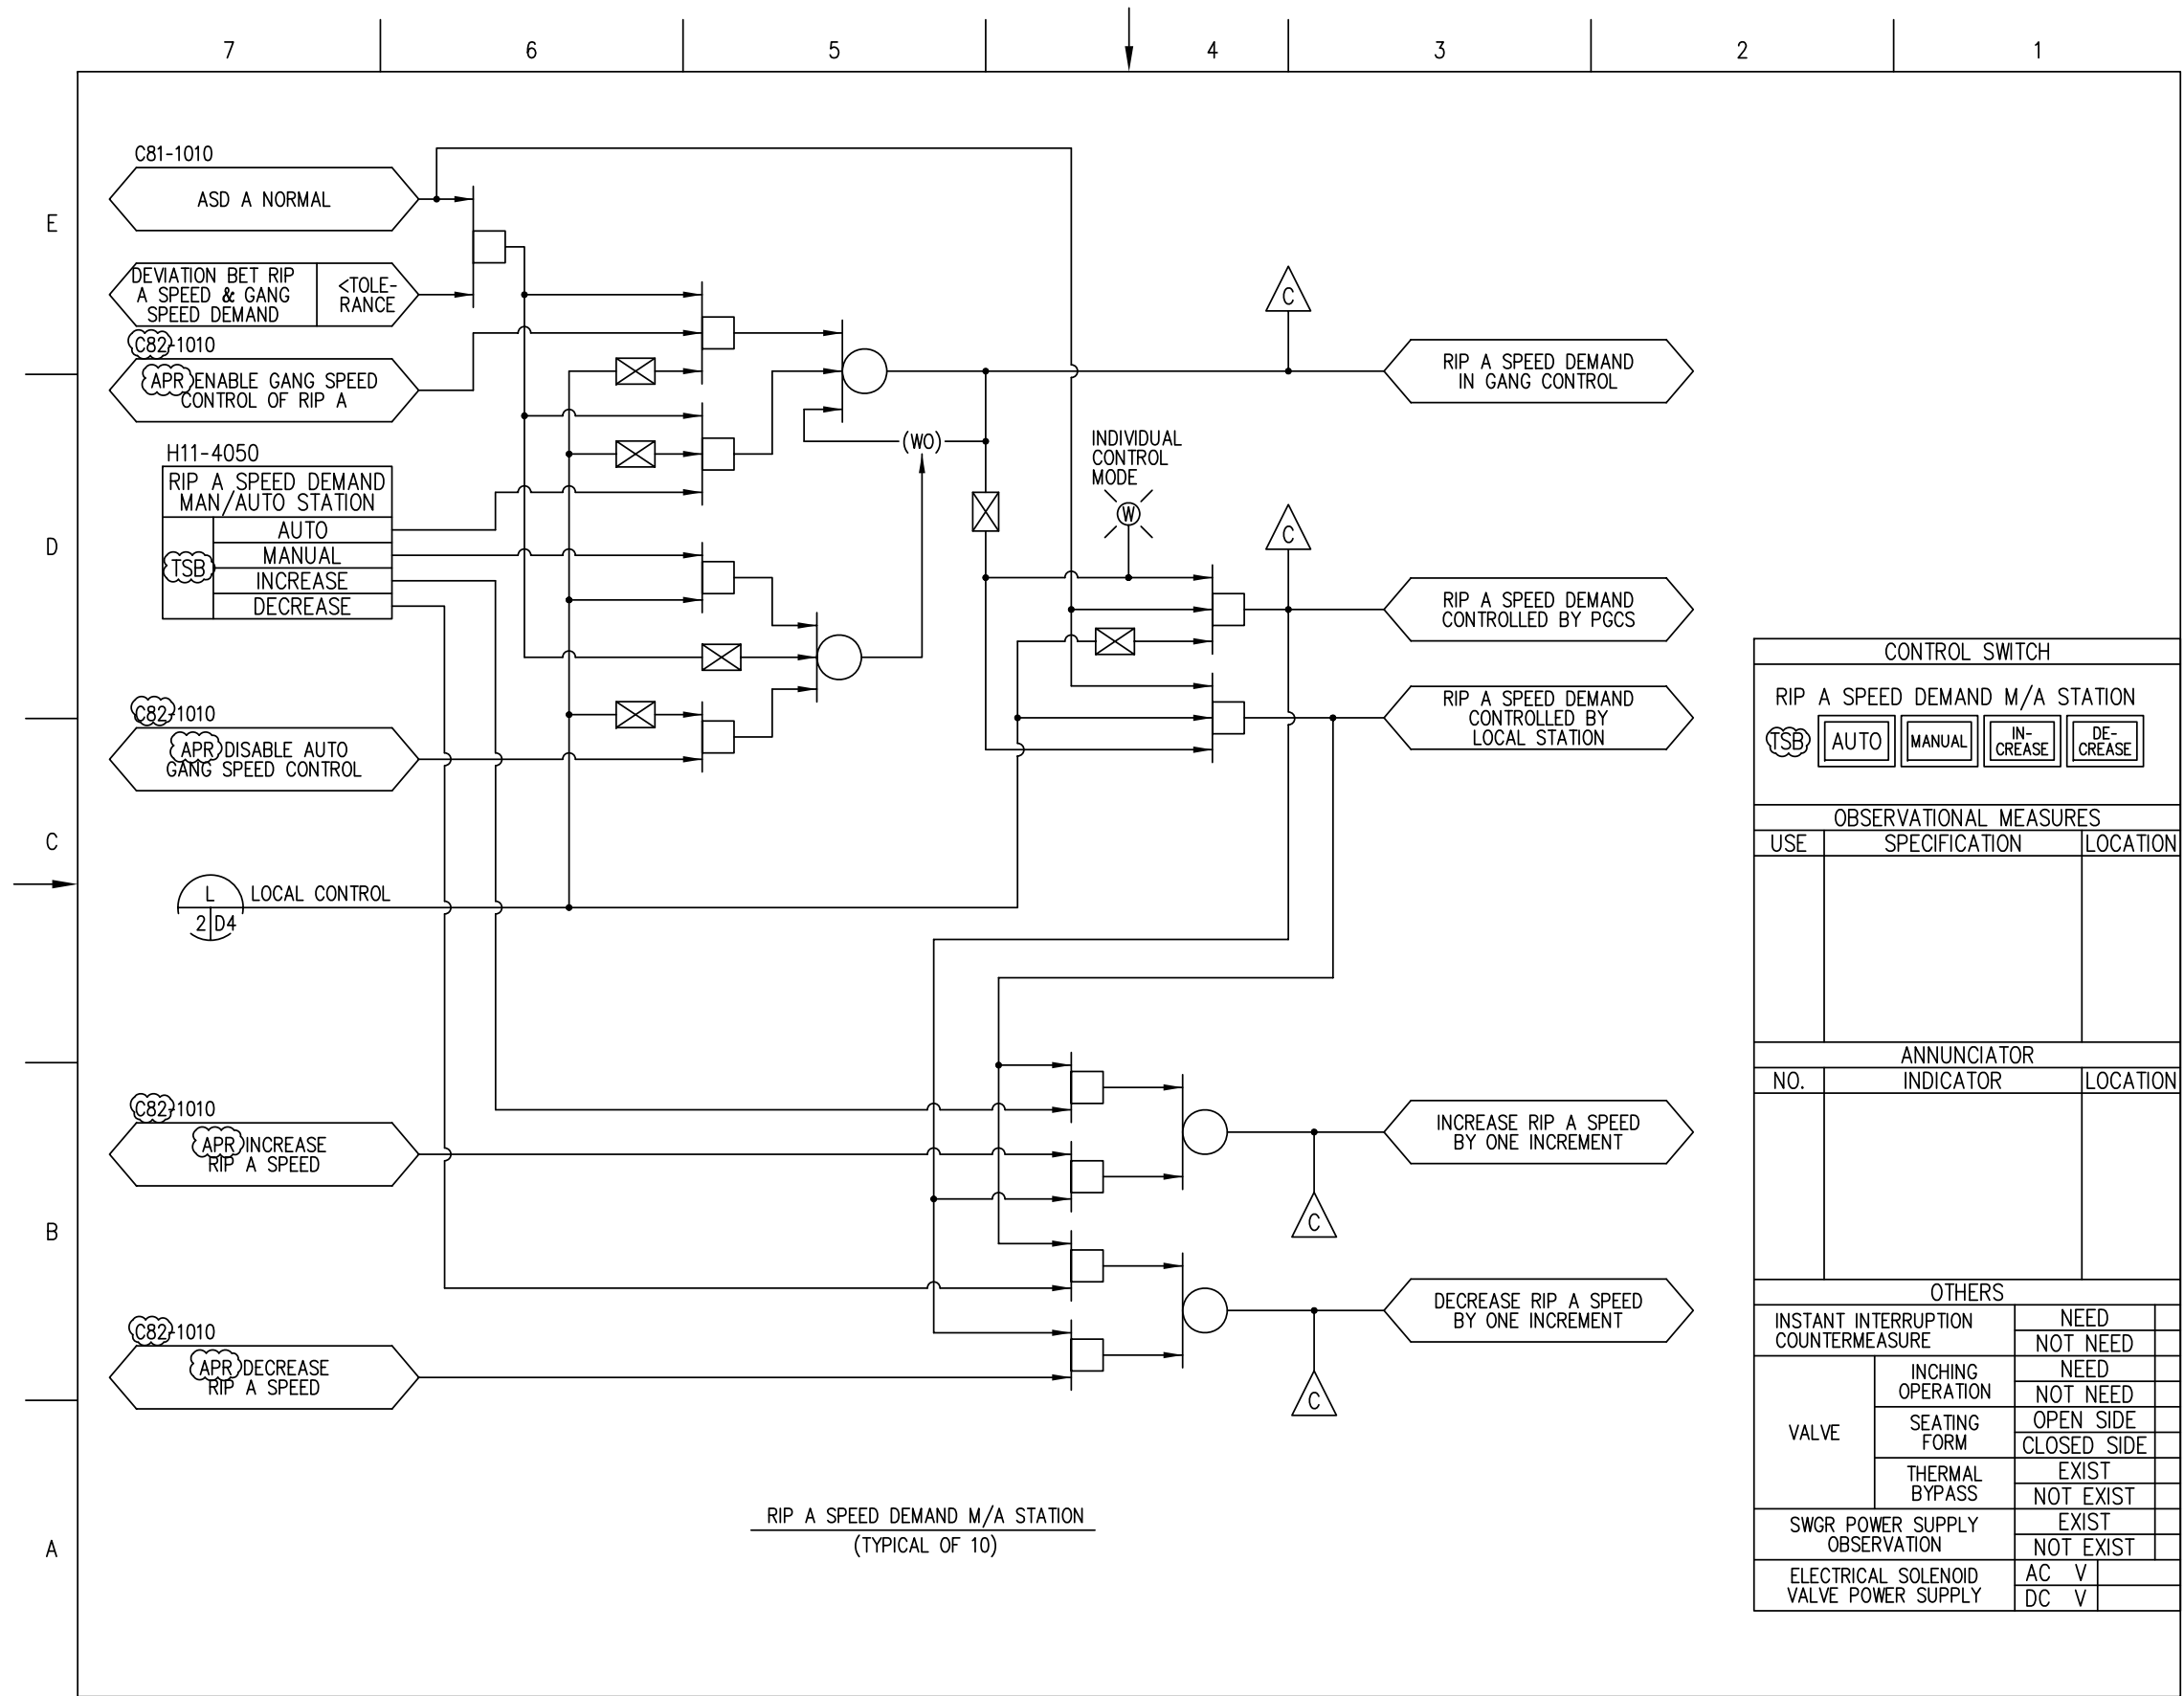 7 6 5 4 3 2 1
E
D
C
B
A
C81-1010
ASD A NORMAL
DEVIATION BET RIP
A SPEED & GANG
SPEED DEMAND
<TOLE-
RANCE
C82-1010
APR ENABLE GANG SPEED
CONTROL OF RIP A
H11-4050
RIP A SPEED DEMAND
MAN/AUTO STATION
TSB
AUTO
MANUAL
INCREASE
DECREASE
C82-1010
APR DISABLE AUTO
GANG SPEED CONTROL
L
2 D4
LOCAL CONTROL
C82-1010
APR INCREASE
RIP A SPEED
C82-1010
APR DECREASE
RIP A SPEED
(WO)
INDIVIDUAL
CONTROL
MODE
W
C
C
C
C
RIP A SPEED DEMAND
IN GANG CONTROL
RIP A SPEED DEMAND
CONTROLLED BY PGCS
RIP A SPEED DEMAND
CONTROLLED BY
LOCAL STATION
INCREASE RIP A SPEED
BY ONE INCREMENT
DECREASE RIP A SPEED
BY ONE INCREMENT
RIP A SPEED DEMAND M/A STATION
(TYPICAL OF 10)
CONTROL SWITCH
RIP A SPEED DEMAND M/A STATION
TSB
AUTO
MANUAL
IN-
CREASE
DE-
CREASE
OBSERVATIONAL MEASURES
USE SPECIFICATION LOCATION
ANNUNCIATOR
NO. INDICATOR LOCATION
OTHERS
INSTANT INTERRUPTION
COUNTERMEASURE
NEED
NOT NEED
VALVE
INCHING
OPERATION
NEED
NOT NEED
SEATING
FORM
OPEN SIDE
CLOSED SIDE
THERMAL
BYPASS
EXIST
NOT EXIST
SWGR POWER SUPPLY
OBSERVATION
EXIST
NOT EXIST
ELECTRICAL SOLENOID
VALVE POWER SUPPLY
AC V
DC V